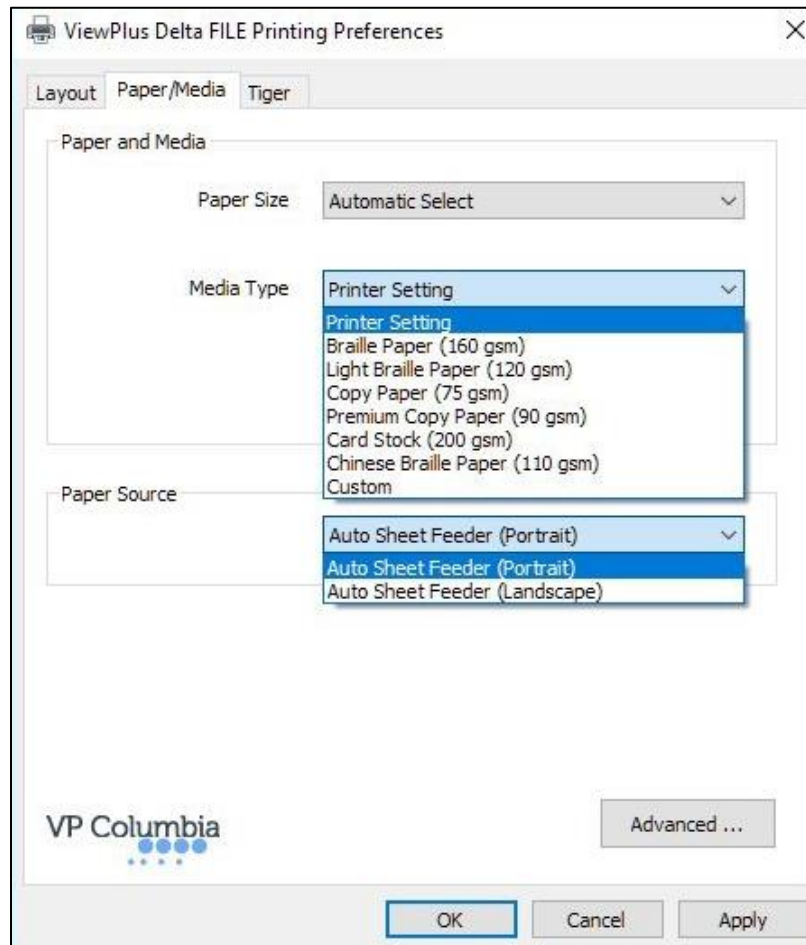 ViewPlus Delta FILE Printing Preferences
Layout Paper/Media Tiger
Paper and Media
Paper Size Automatic Select
Media Type Printer Setting
Printer Setting
Braille Paper (160 gsm)
Light Braille Paper (120 gsm)
Copy Paper (75 gsm)
Premium Copy Paper (90 gsm)
Card Stock (200 gsm)
Chinese Braille Paper (110 gsm)
Custom
Paper Source
Auto Sheet Feeder (Portrait)
Auto Sheet Feeder (Portrait)
Auto Sheet Feeder (Landscape)
VP Columbia
Advanced ...
OK Cancel Apply